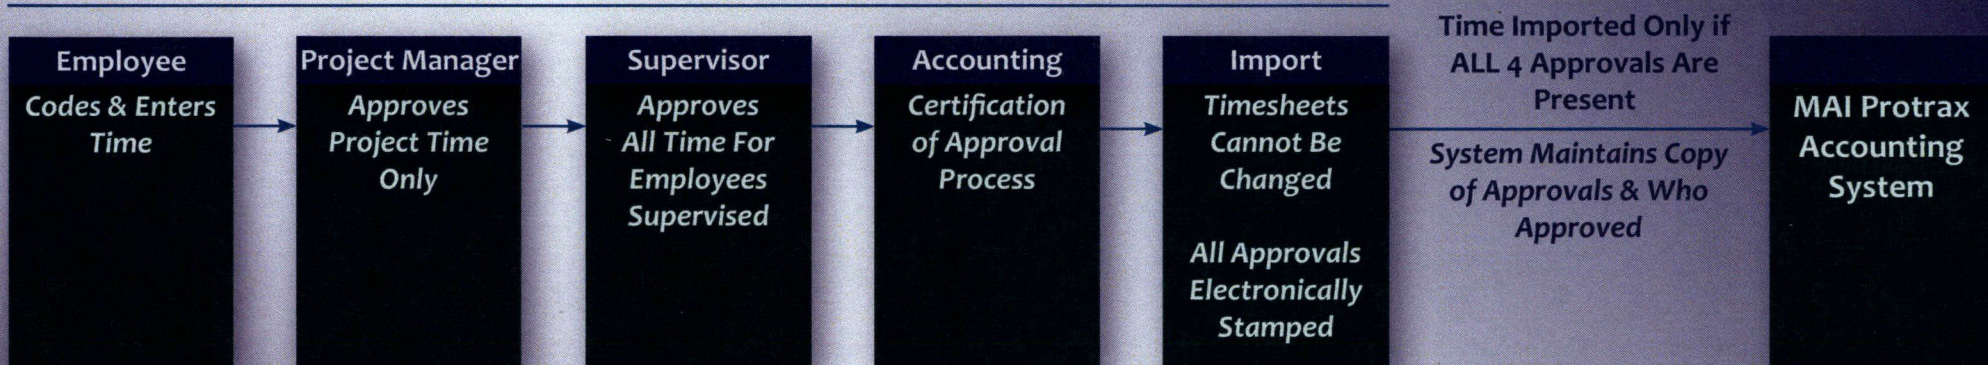 Employee
Codes & Enters
Time
Project Manager
Approves
Project Time
Only
Supervisor
Approves
All Time For
Employees
Supervised
Accounting
Certification
of Approval
Process
Import
Timesheets
Cannot Be
Changed
All Approvals
Electronically
Stamped
Time Imported Only if
ALL 4 Approvals Are
Present
System Maintains Copy
of Approvals & Who
Approved
MAI Protrax
Accounting
System